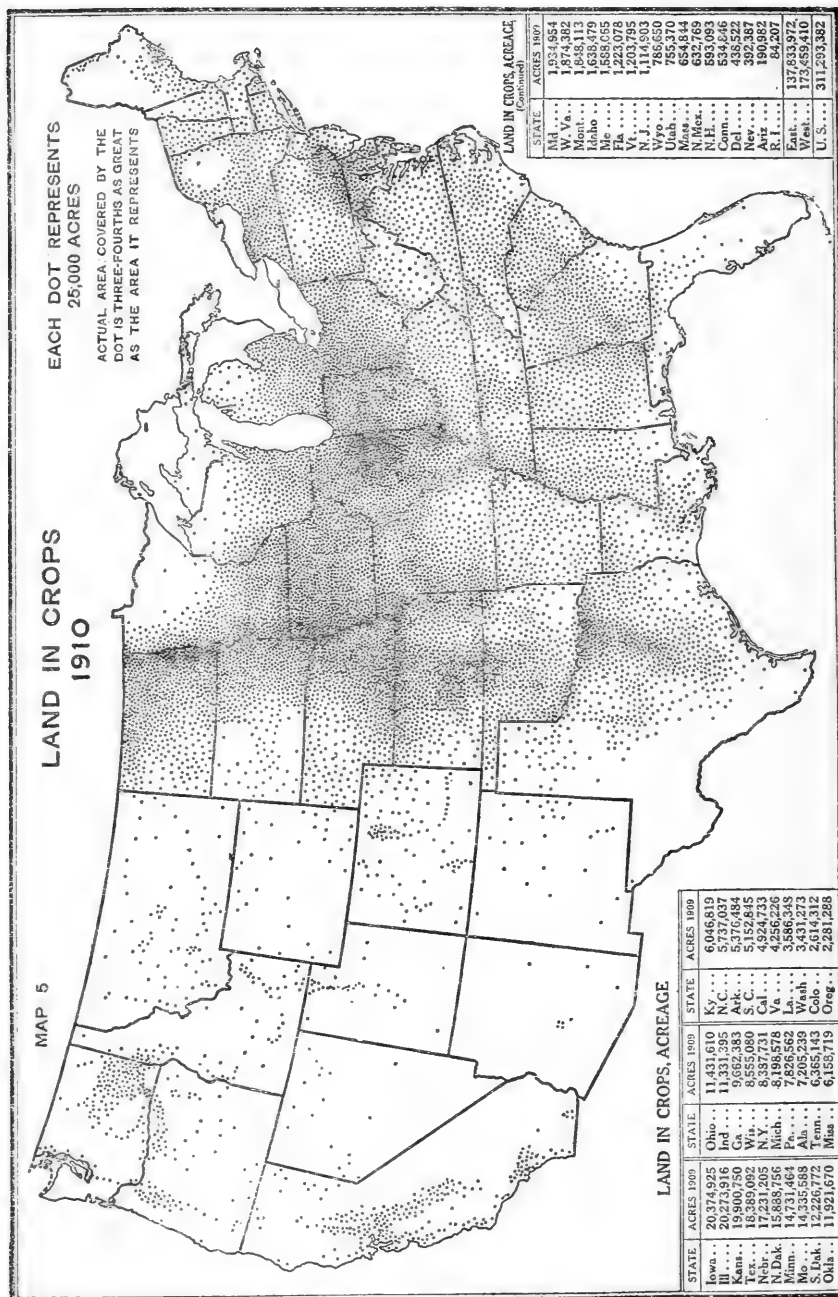 MAP 5
LAND IN CROPS
1910
EACH DOT REPRESENTS
25,000 ACRES
ACTUAL AREA COVERED BY THE
DOT IS THREE-FOURTHS AS GREAT
AS THE AREA IT REPRESENTS
LAND IN CROPS, ACREAGE
STATE ACRES 1909 STATE ACRES 1909 STATE ACRES 1909
Iowa... 20,374,925 Ohio... 11,431,610 Ky.... 6,046,819
Ill.... 20,273,916 Ind.... 11,331,395 N.C... 5,737,037
Kans.. 19,900,750 Ga.... 9,662,383 Ark... 5,376,484
Tex... 18,389,092 Wis... 8,555,080 S. C... 5,152,845
Nebr.. 17,231,205 N.Y... 8,387,731 Cal... 4,924,733
N.Dak. 15,888,756 Mich.. 8,198,578 Va.... 4,256,226
Minn.. 14,731,464 Pa.... 7,826,562 La.... 3,586,348
Mo.... 14,335,588 Ala... 7,205,239 Wash.. 3,431,273
S. Dak. 12,226,772 Tenn.. 6,365,143 Colo.. 2,614,312
Okla.. 11,921,670 Miss.. 6,158,719 Oreg.. 2,281,288
LAND IN CROPS, ACREAGE
(Continued)
STATE ACRES 1909
Md.... 1,934,954
W. Va.. 1,874,382
Mont... 1,848,113
Idaho.. 1,638,479
Me.... 1,588,065
Fla.... 1,223,078
Vt.... 1,201,795
N. J... 1,114,903
Wyo... 786,650
Utah... 755,370
Mass... 654,844
N.Mex. 632,769
N.H... 593,093
Conn... 534,846
Del.... 438,522
Nev... 392,387
Ariz... 190,982
R. I... 84,207
East... 137,833,972
West.. 173,459,410
U. S... 311,293,382